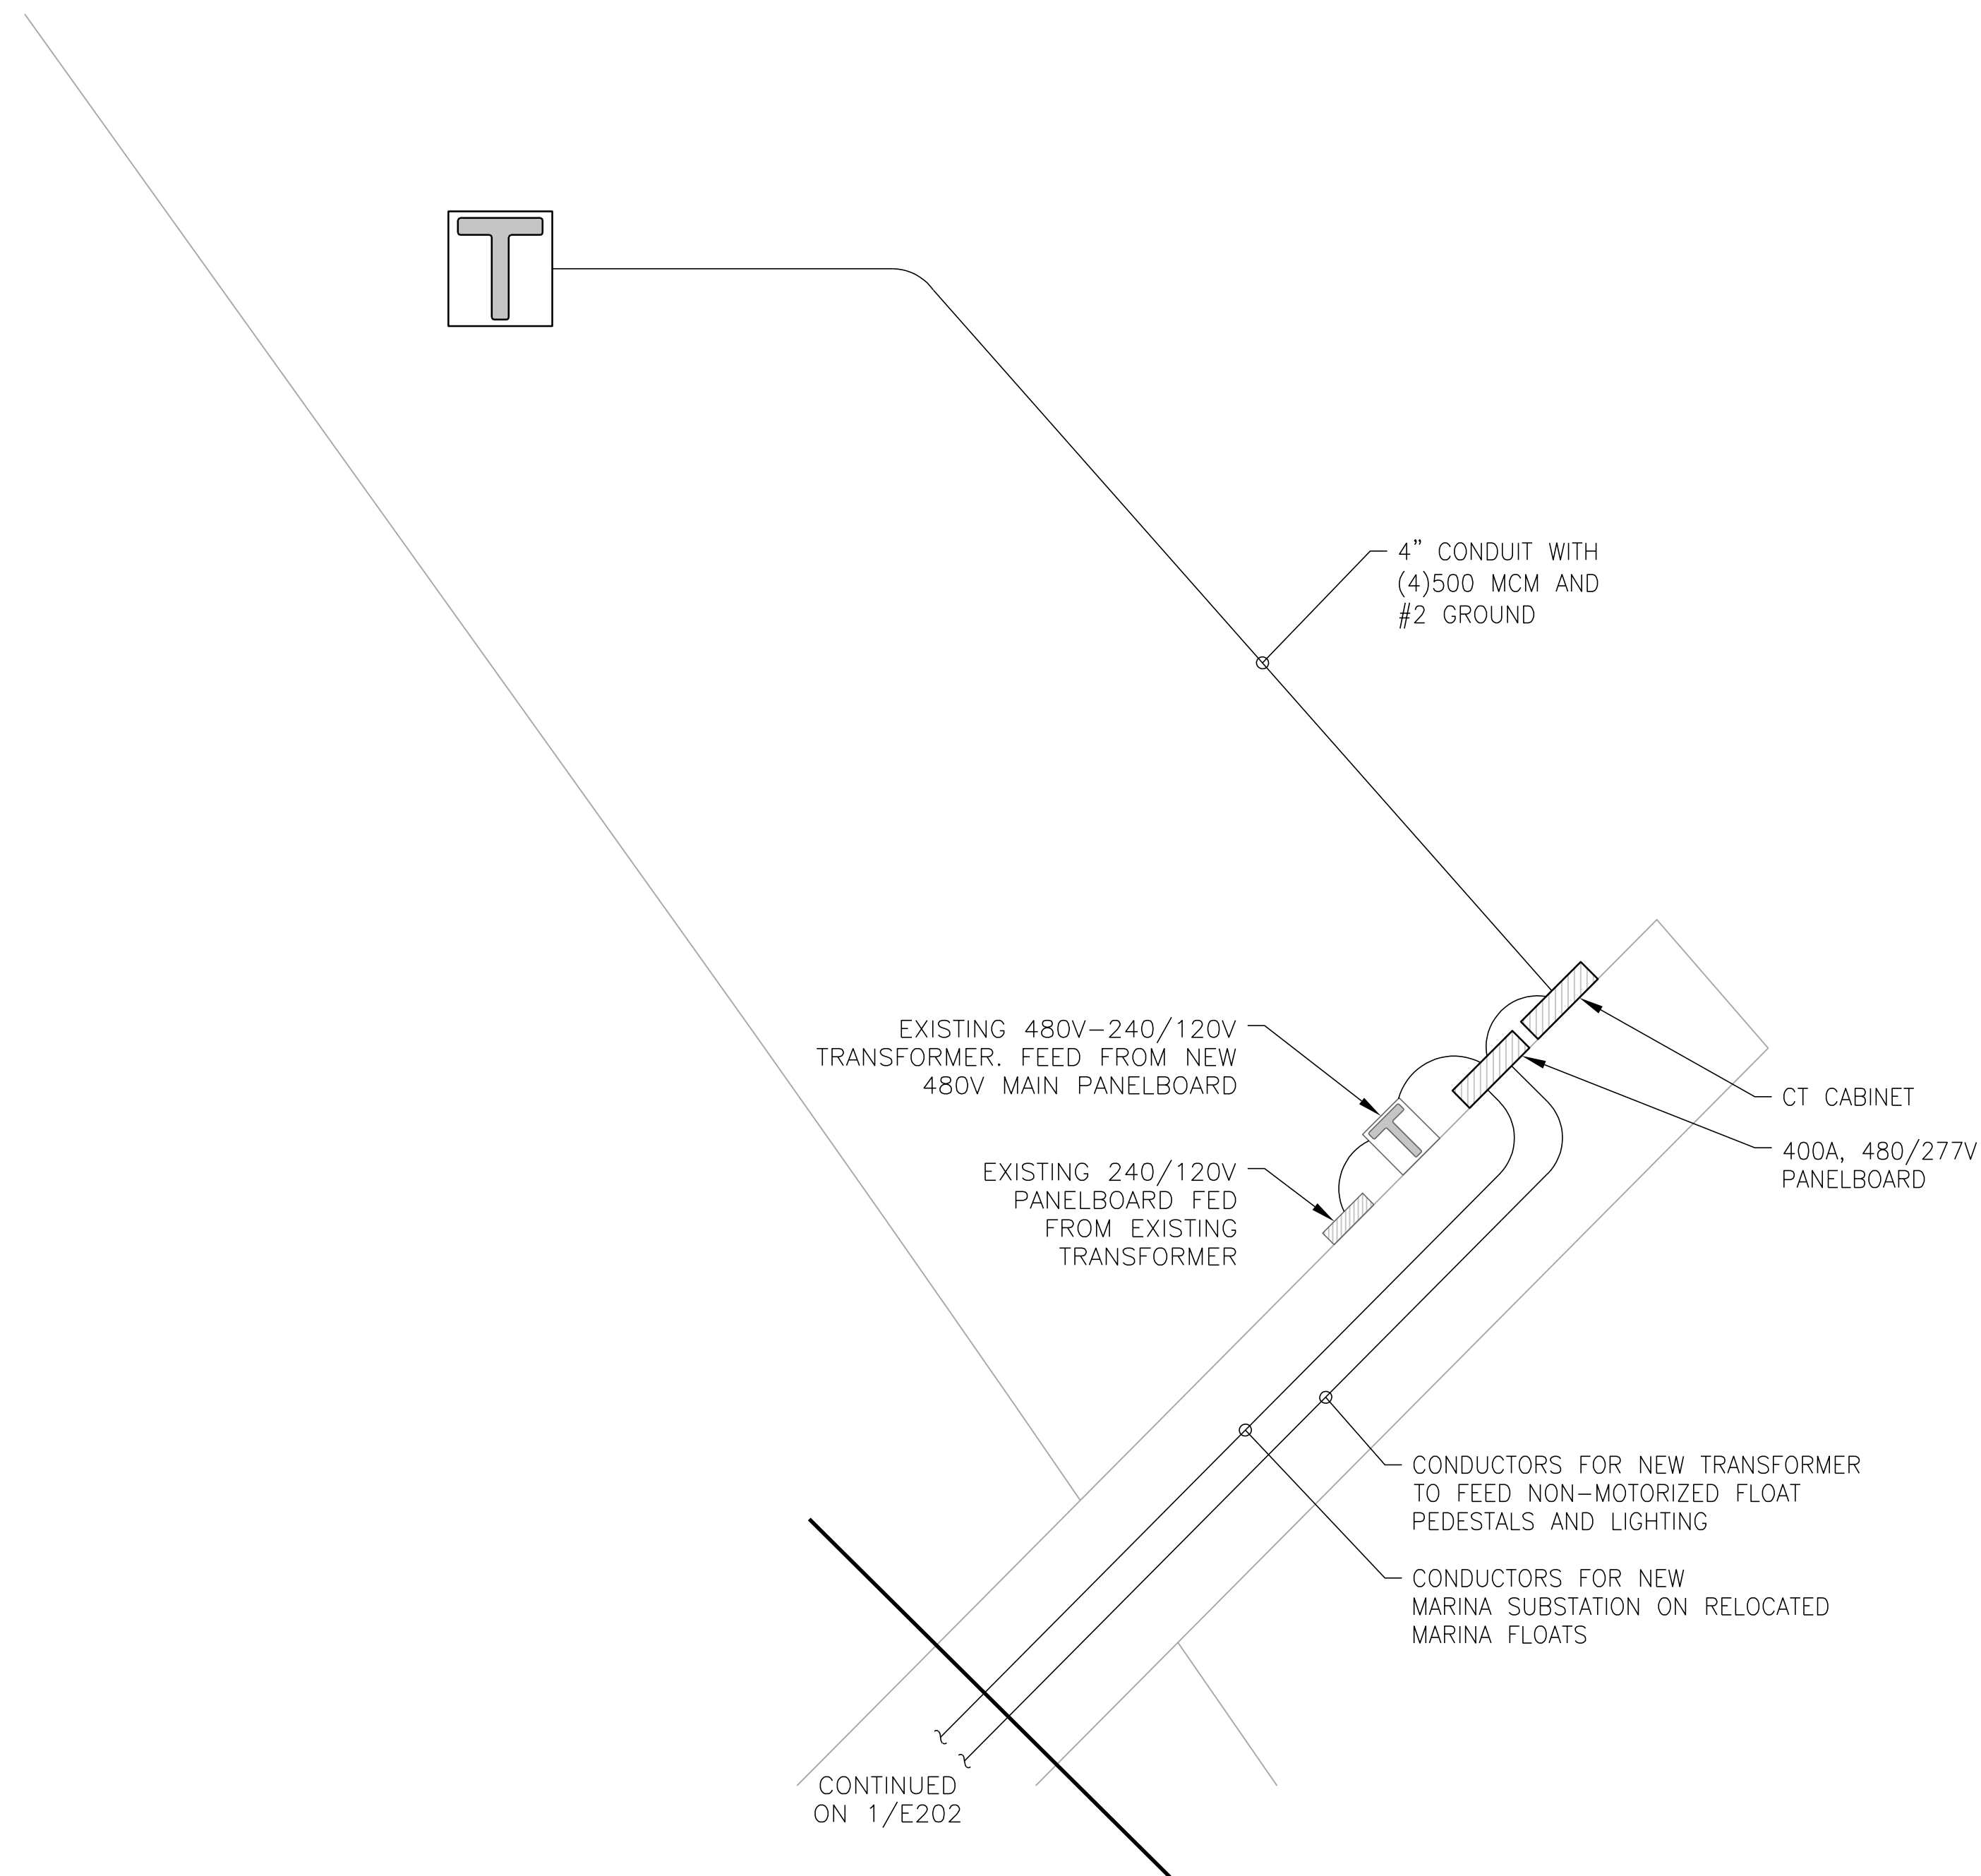 T
4" CONDUIT WITH
(4)500 MCM AND
#2 GROUND
EXISTING 480V-240/120V
TRANSFORMER. FEED FROM NEW
480V MAIN PANELBOARD
T
EXISTING 240/120V
PANELBOARD FED
FROM EXISTING
TRANSFORMER
CT CABINET
400A, 480/277V
PANELBOARD
CONDUCTORS FOR NEW TRANSFORMER
TO FEED NON-MOTORIZED FLOAT
PEDESTALS AND LIGHTING
CONDUCTORS FOR NEW
MARINA SUBSTATION ON RELOCATED
MARINA FLOATS
CONTINUED
ON 1/E202